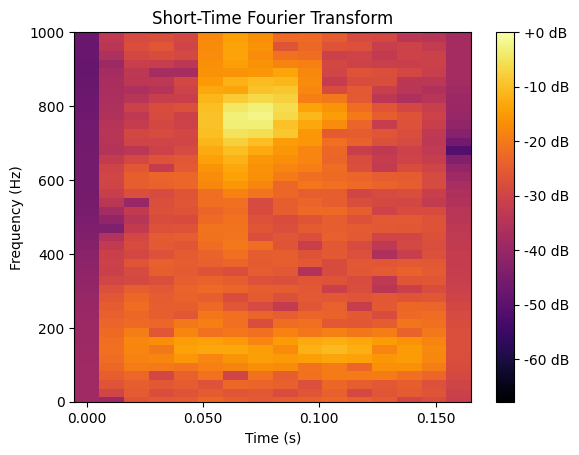 Short-Time Fourier Transform
Frequency (Hz)
1000
800
600
400
200
0
0.000 0.050 0.100 0.150
Time (s)
+0 dB
-10 dB
-20 dB
-30 dB
-40 dB
-50 dB
-60 dB